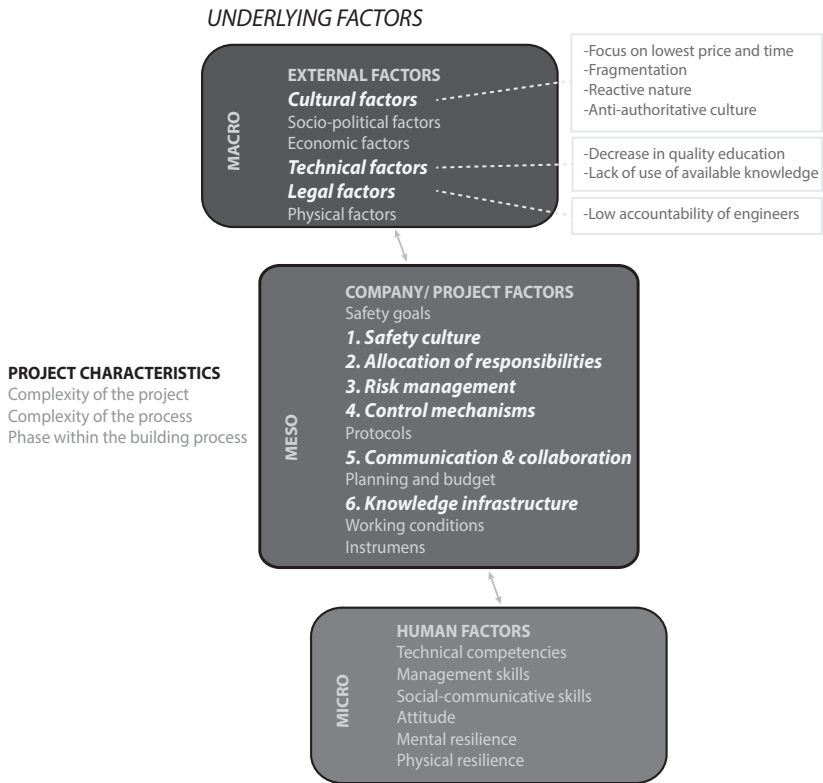 UNDERLYING FACTORS
MACRO
EXTERNAL FACTORS
Cultural factors
Socio-political factors
Economic factors
Technical factors
Legal factors
Physical factors
-Focus on lowest price and time
-Fragmentation
-Reactive nature
-Anti-authoritative culture
-Decrease in quality education
-Lack of use of available knowledge
-Low accountability of engineers
PROJECT CHARACTERISTICS
Complexity of the project
Complexity of the process
Phase within the building process
MESO
COMPANY/ PROJECT FACTORS
Safety goals
1. Safety culture
2. Allocation of responsibilities
3. Risk management
4. Control mechanisms
Protocols
5. Communication & collaboration
Planning and budget
6. Knowledge infrastructure
Working conditions
Instrumens
MICRO
HUMAN FACTORS
Technical competencies
Management skills
Social-communicative skills
Attitude
Mental resilience
Physical resilience